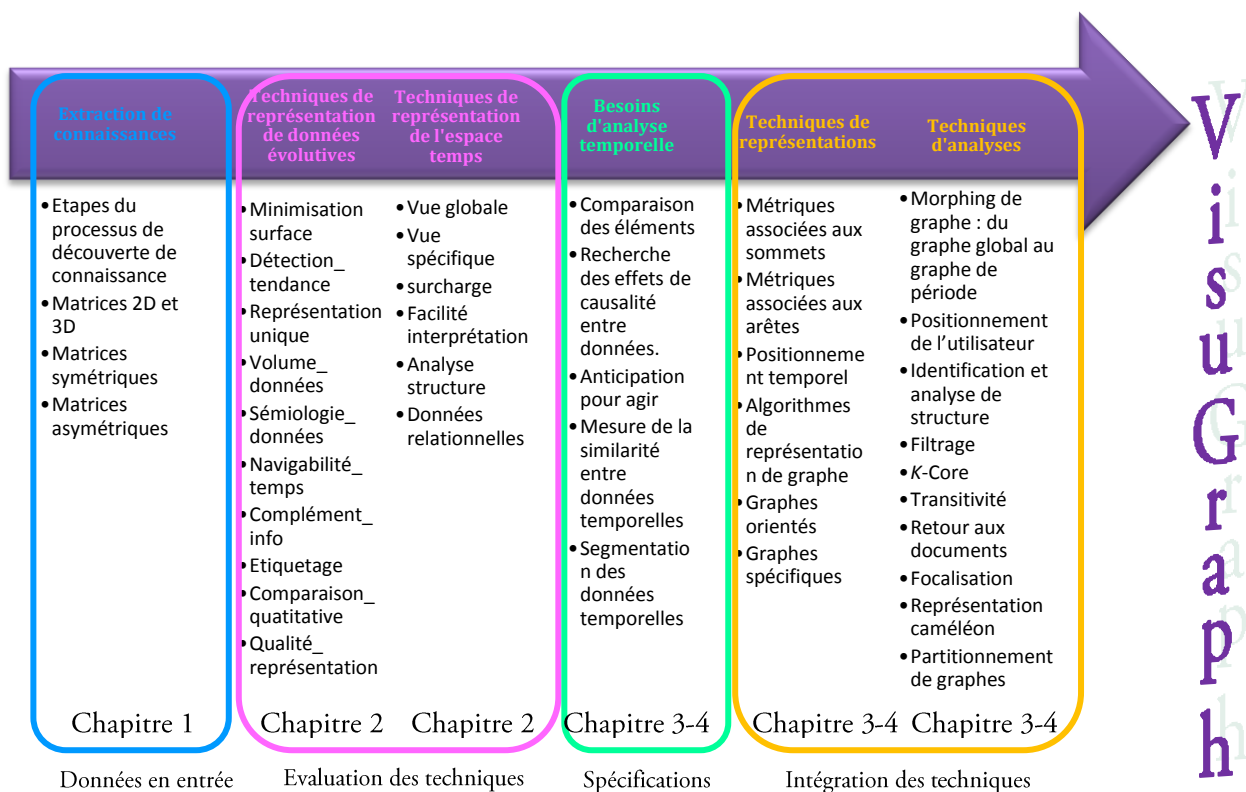 Extraction de
connaissances
•Etapes du
processus de
découverte de
connaissance
•Matrices 2D et
3D
•Matrices
symétriques
•Matrices
asymétriques
Chapitre 1
Données en entrée
Techniques de
représentation
de données
évolutives
•Minimisation
surface
•Détection_
tendance
•Représentation
unique
•Volume_
données
•Sémiologie_
données
•Navigabilité_
temps
•Complément_
info
•Etiquetage
•Comparaison_
quatitative
•Qualité_
représentation
Chapitre 2
Techniques de
représentation
de l'espace
temps
•Vue globale
•Vue
spécifique
•surcharge
•Facilité
interprétation
•Analyse
structure
•Données
relationnelles
Chapitre 2
Evaluation des techniques
Besoins
d'analyse
temporelle
•Comparaison
des éléments
•Recherche
des effets de
causalité
entre
données.
•Anticipation
pour agir
•Mesure de la
similarité
entre
données
temporelles
•Segmentatio
n des
données
temporelles
Chapitre 3-4
Spécifications
Techniques de
représentations
•Métriques
associées aux
sommets
•Métriques
associées aux
arêtes
•Positionneme
nt temporel
•Algorithmes
de
représentatio
n de graphe
•Graphes
orientés
•Graphes
spécifiques
Chapitre 3-4
Techniques
d'analyses
•Morphing de
graphe : du
graphe global au
graphe de
période
•Positionnement
de l’utilisateur
•Identification et
analyse de
structure
•Filtrage
•K-Core
•Transitivité
•Retour aux
documents
•Focalisation
•Représentation
caméléon
•Partitionnement
de graphes
Chapitre 3-4
Intégration des techniques
VisuGraph